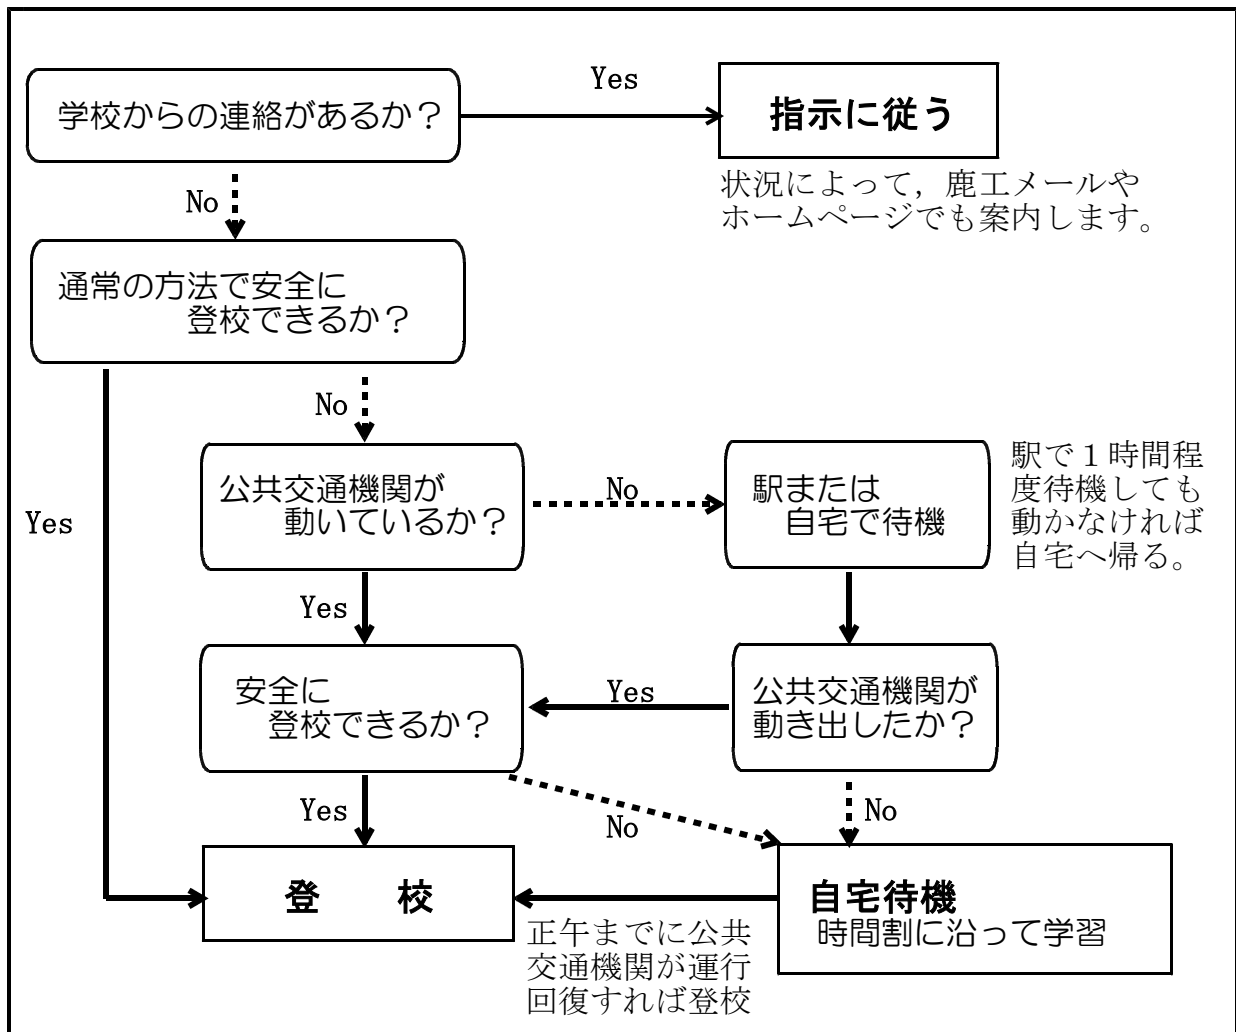 学校からの連絡があるか？
Yes
指示に従う
状況によって，鹿工メールや
ホームページでも案内します。
No
通常の方法で安全に
登校できるか？
No
Yes
公共交通機関が
動いているか？
No
駅または
自宅で待機
駅で１時間程
度待機しても
動かなければ
自宅へ帰る。
Yes
安全に
登校できるか？
Yes
公共交通機関が
動き出したか？
Yes
No
No
登　校
自宅待機
時間割に沿って学習
正午までに公共
交通機関が運行
回復すれば登校